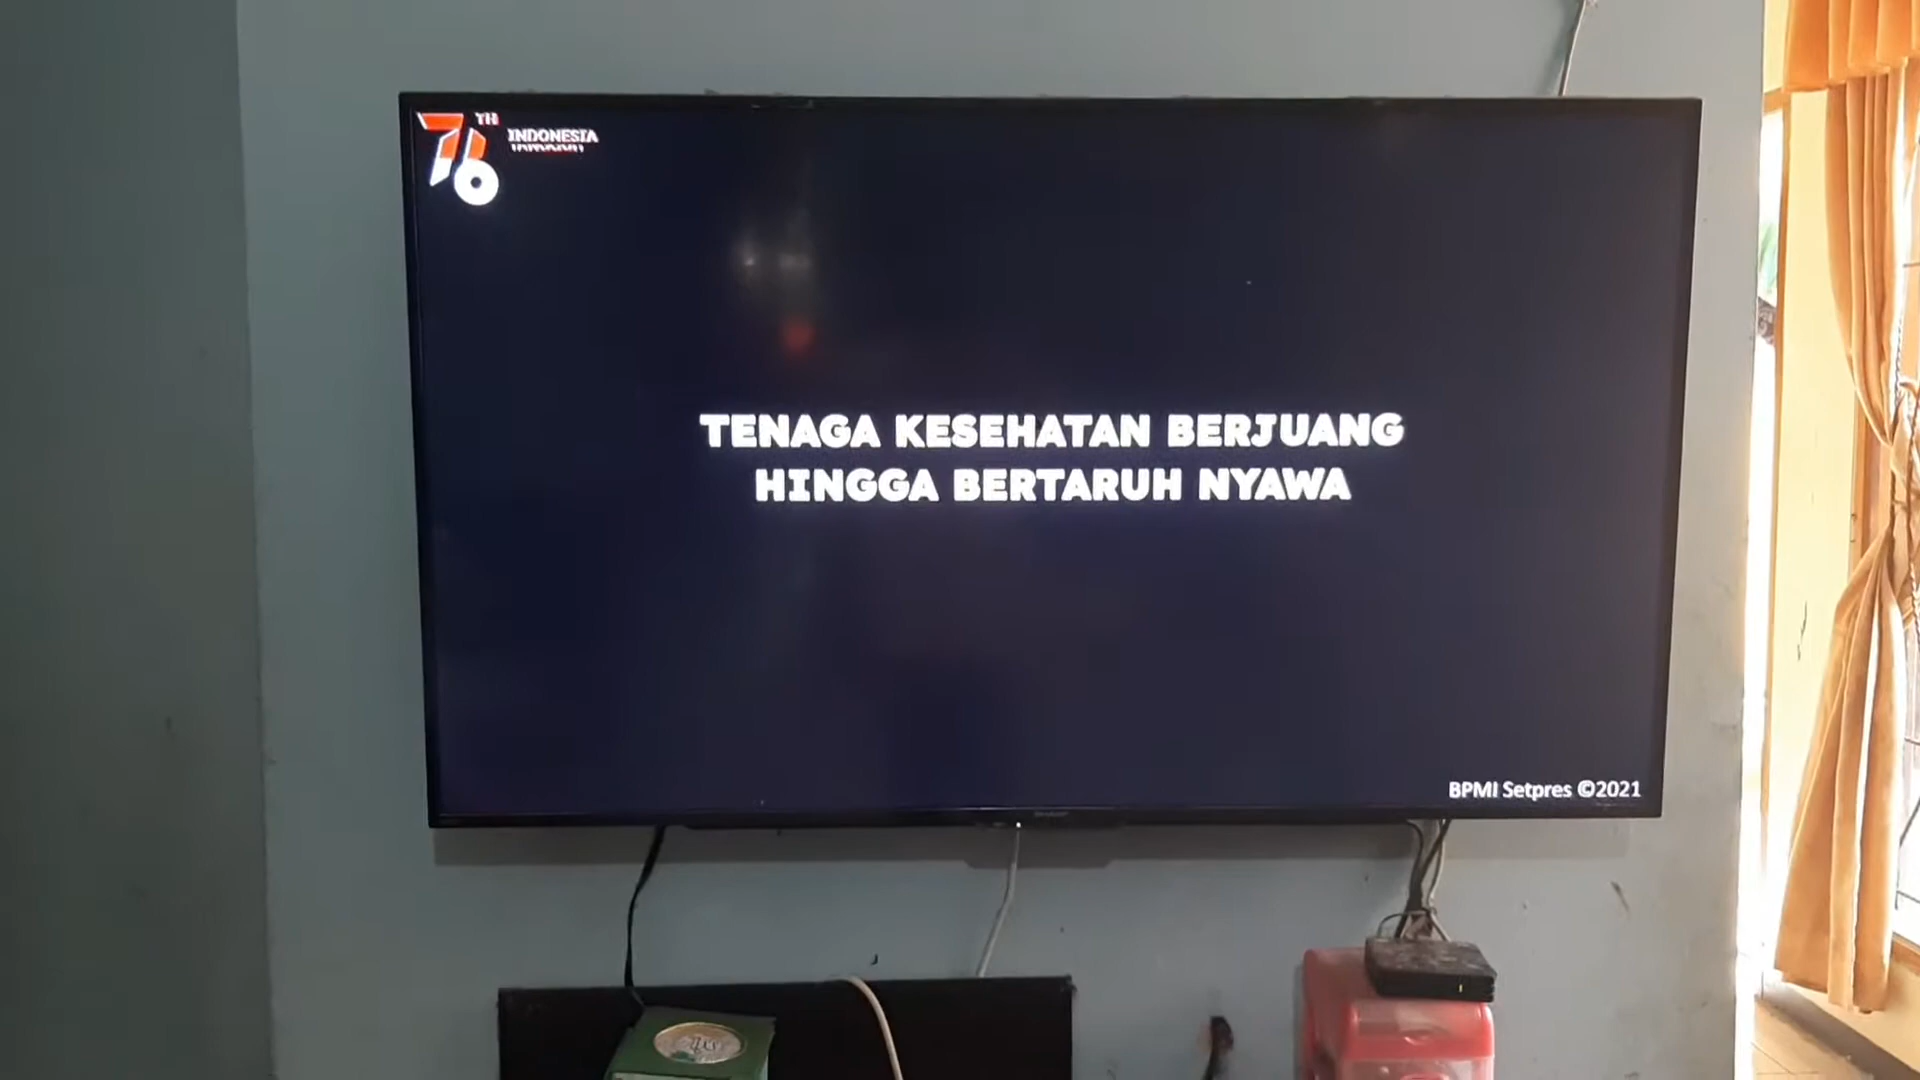 76
TH
INDONESIA
TENAGA KESEHATAN BERJUANG
HINGGA BERTARUH NYAWA
BPMI Setpres ©2021